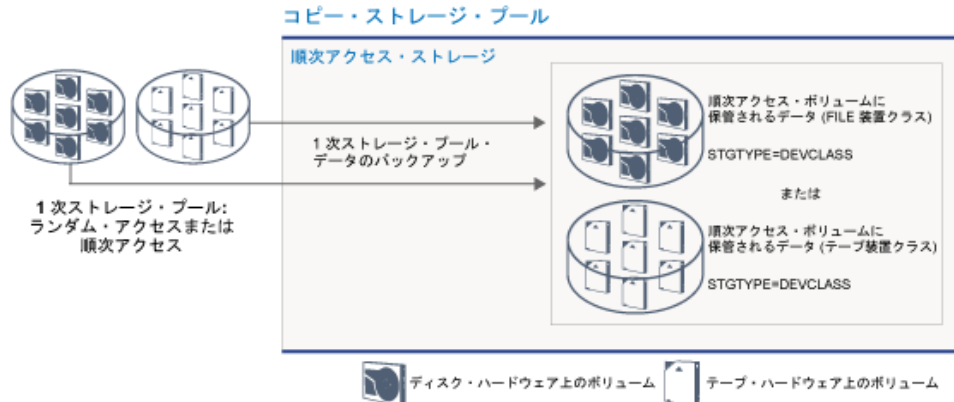 コピー・ストレージ・プール
順次アクセス・ストレージ
1次ストレージ・プール:
ランダム・アクセスまたは
順次アクセス
1次ストレージ・プール・
データのバックアップ
順次アクセス・ボリュームに
保管されるデータ (FILE 装置クラス)
STGTYPE=DEVCLASS
または
順次アクセス・ボリュームに
保管されるデータ (テープ装置クラス)
STGTYPE=DEVCLASS
ディスク・ハードウェア上のボリューム
テープ・ハードウェア上のボリューム